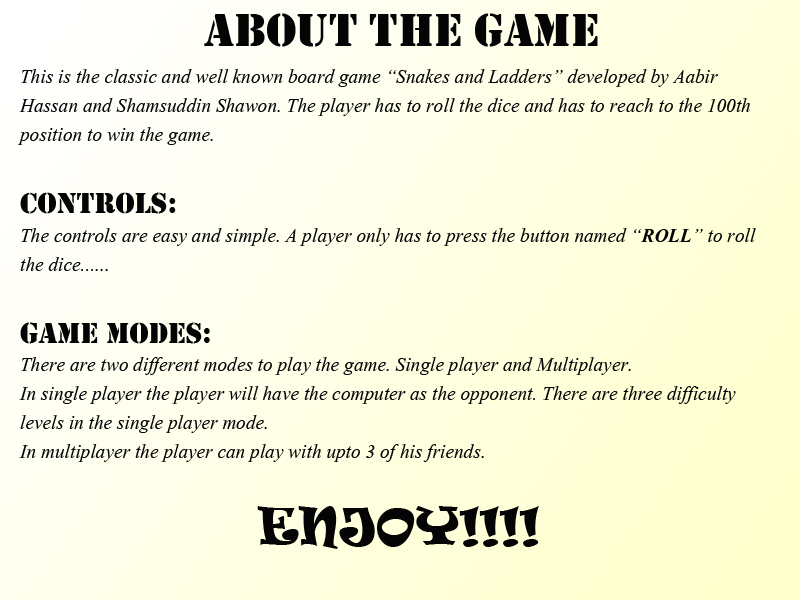 ABOUT THE GAME
This is the classic and well known board game “Snakes and Ladders” developed by Aabir
Hassan and Shamsuddin Shawon. The player has to roll the dice and has to reach to the 100th
position to win the game.
CONTROLS:
The controls are easy and simple. A player only has to press the button named “ROLL” to roll
the dice......
GAME MODES:
There are two different modes to play the game. Single player and Multiplayer.
In single player the player will have the computer as the opponent. There are three difficulty
levels in the single player mode.
In multiplayer the player can play with upto 3 of his friends.
ENJOY!!!!